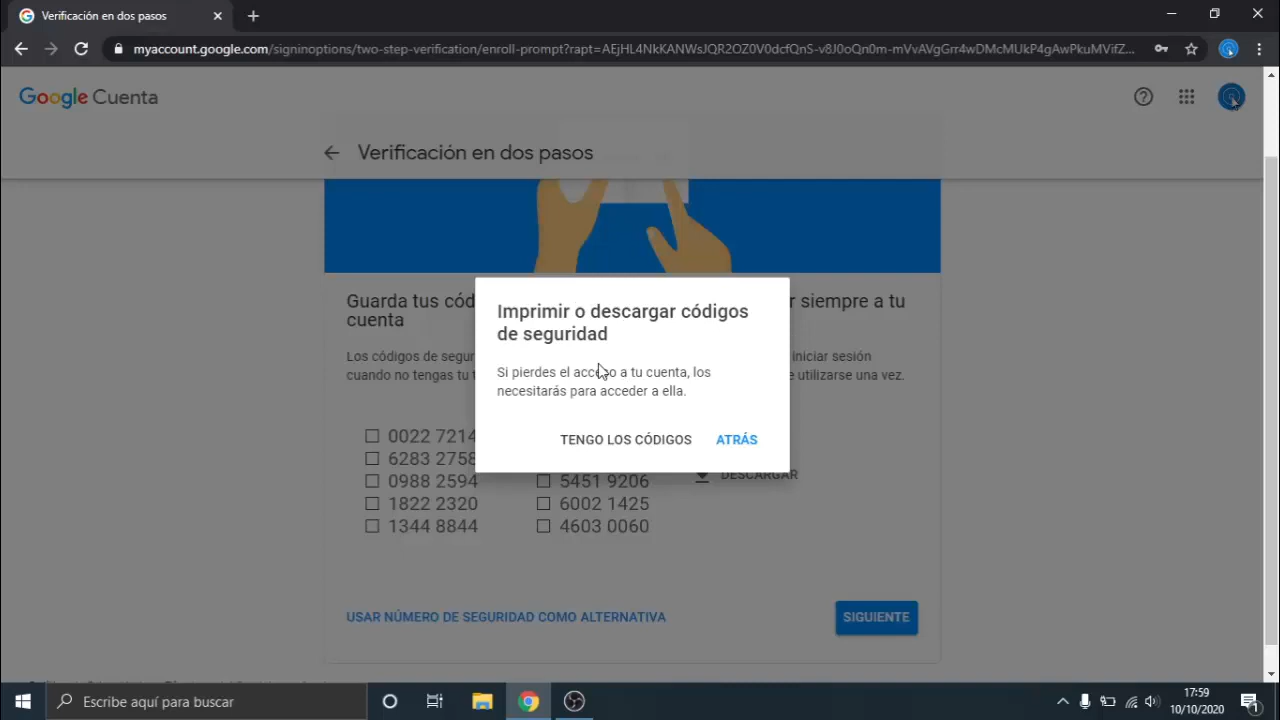 Verificación en dos pasos
myaccount.google.com/signinoptions/two-step-verification/enroll-prompt?rapt=AEjHL4NkKANWsJQR2OZ0V0dcfQnS-v8J0oQn0m-mVvAVgGrr4wDMcMUkP4gAwPkuMVifZ...
Google Cuenta
Verificación en dos pasos
Guarda tus cód
r siempre a tu
cuenta
Los códigos de segur
iniciar sesión
cuando no tengas tu t
e utilizarse una vez.
Imprimir o descargar códigos
de seguridad
Si pierdes el acceso a tu cuenta, los
necesitarás para acceder a ella.
TENGO LOS CÓDIGOS ATRÁS
0022 7214
6283 2758
0988 2594
1822 2320
1344 8844
5451 9206
6002 1425
4603 0060
DESCARGAR
USAR NÚMERO DE SEGURIDAD COMO ALTERNATIVA
SIGUIENTE
Escribe aquí para buscar
17:59
10/10/2020
1